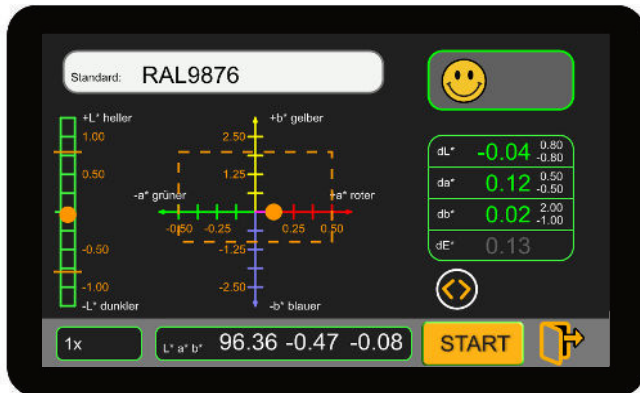 Standard: RAL9876
+L* heller
+b* gelber
1.00
2.50
0.50
1.25
-a* grüner
+a* roter
-0.50 -0.25 0.25 0.50
-0.50
-1.25
-1.00
-2.50
-L* dunkler
-b* blauer
dL* -0.04 0.80 -0.80
da* 0.12 0.50 -0.50
db* 0.02 2.00 -1.00
dE* 0.13
1x
L* a* b* 96.36 -0.47 -0.08
START